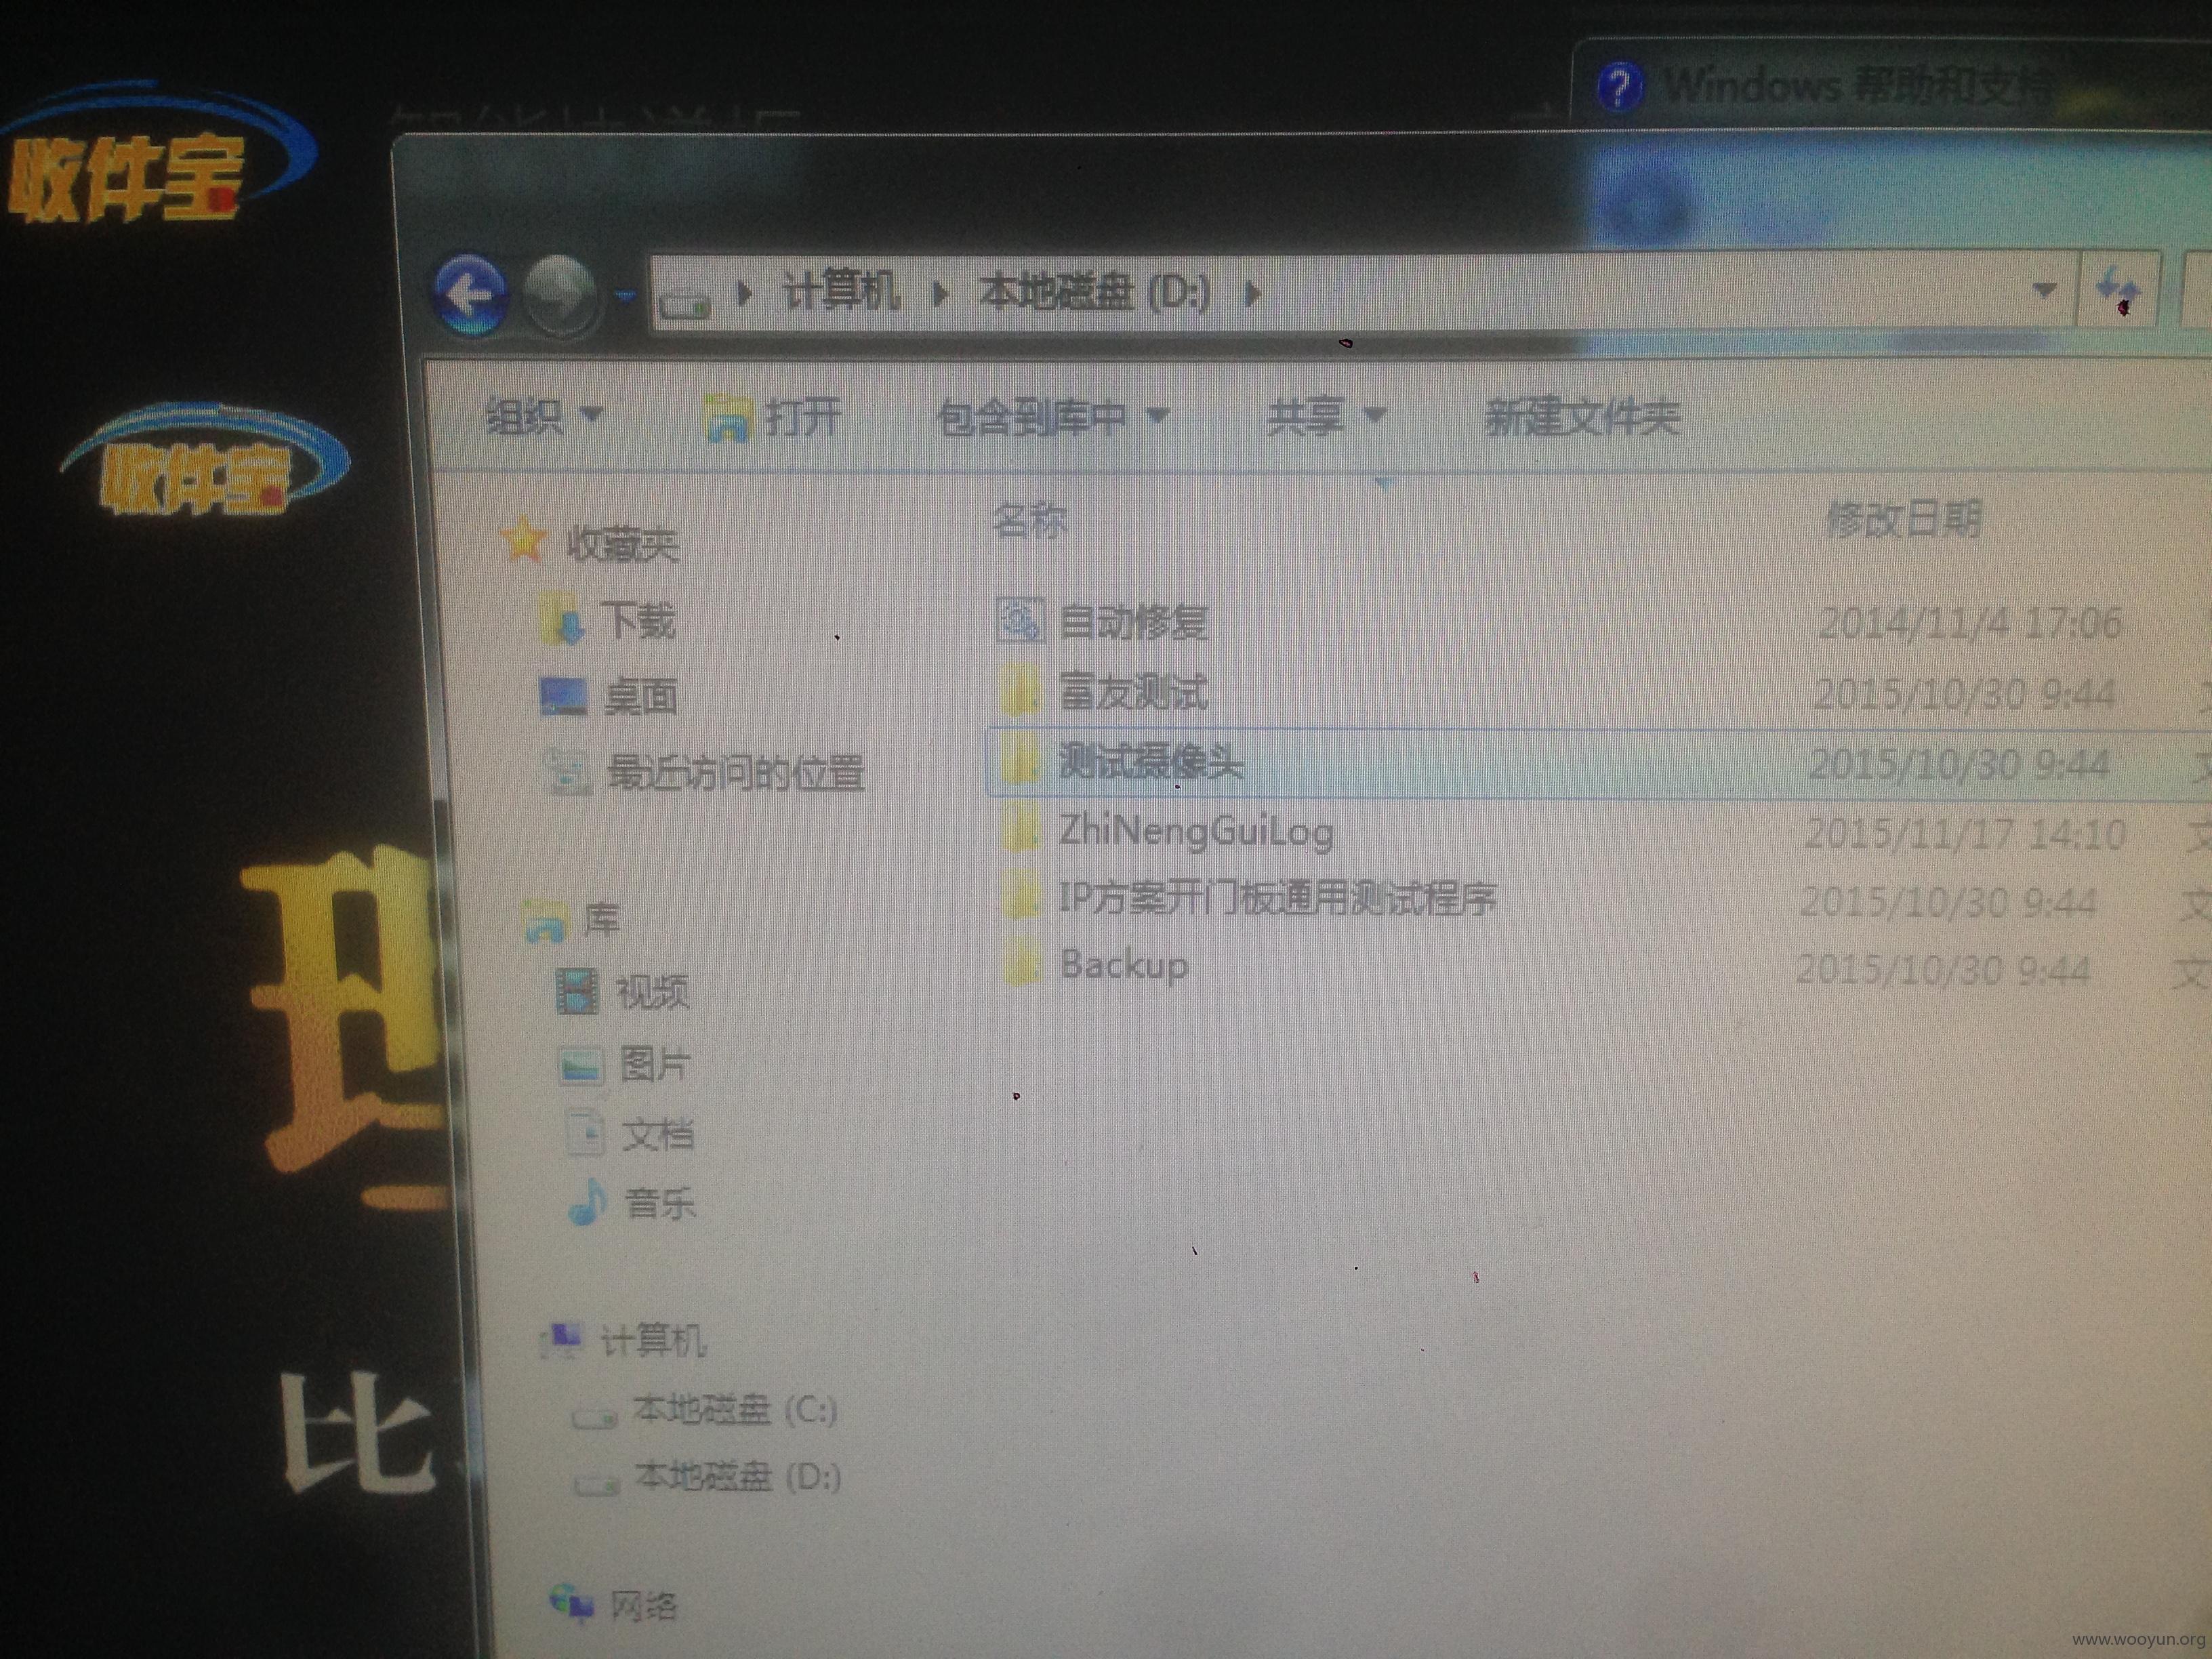 收件宝
Windows 帮助和支持
计算机 本地磁盘 (D:)
收件宝
组织 打开 包含到库中 共享 新建文件夹
名称 修改日期
收藏夹
下载
桌面
最近访问的位置
自动修复 2014/11/4 17:06
富友测试 2015/10/30 9:44
测试摄像头 2015/10/30 9:44
ZhiNengGuiLog 2015/11/17 14:10 文
IP方案开门板通用测试程序 2015/10/30 9:44 文
Backup 2015/10/30 9:44 文
库
视频
图片
文档
音乐
比
计算机
本地磁盘 (C:)
本地磁盘 (D:)
网络
www.wooyun.org